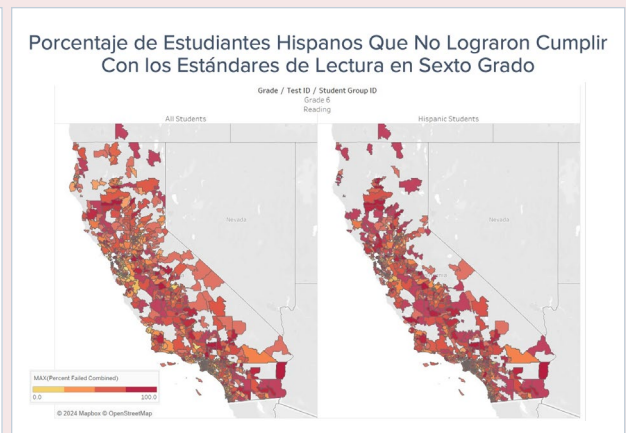 Porcentaje de Estudiantes Hispanos Que No Lograron Cumplir
Con los Estándares de Lectura en Sexto Grado
Grade / Test ID / Student Group ID
Grade 6
Reading
All Students
Hispanic Students
Nevada
Nevada
MAX(Percent Failed Combined)
0.0
100.0
© 2024 Mapbox © OpenStreetMap